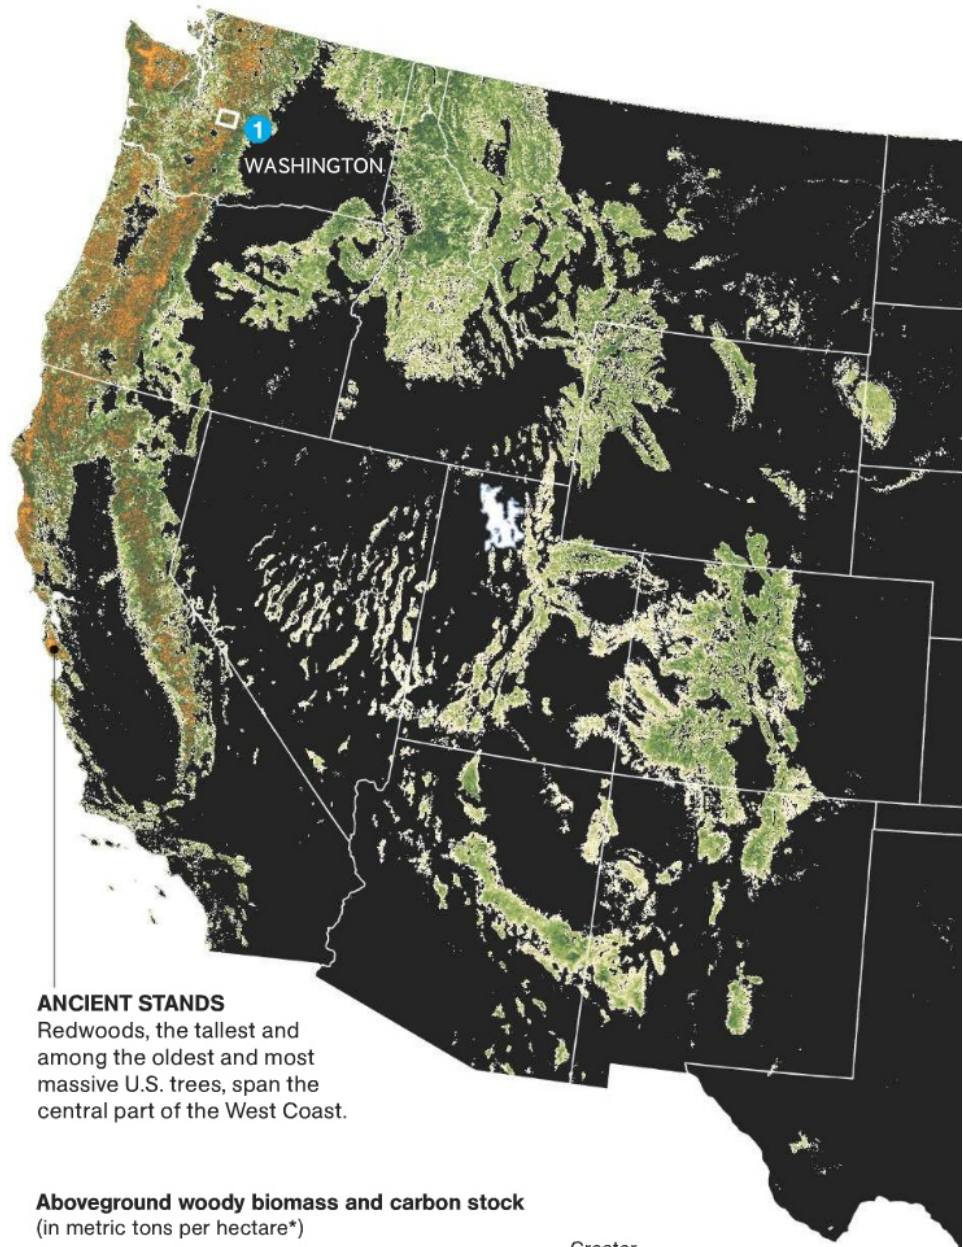 1
WASHINGTON
ANCIENT STANDS
Redwoods, the tallest and
among the oldest and most
massive U.S. trees, span the
central part of the West Coast.
Aboveground woody biomass and carbon stock
(in metric tons per hectare*)
Greater